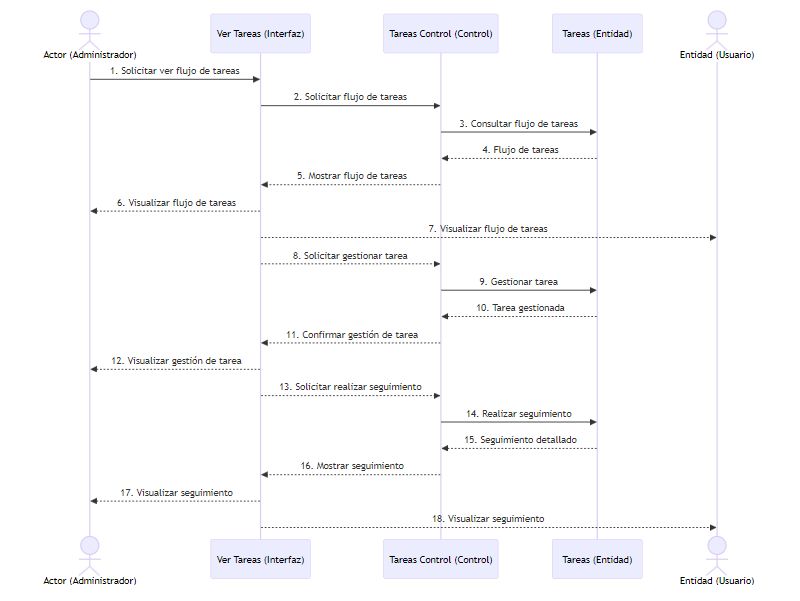 Actor (Administrador)
Ver Tareas (Interfaz)
Tareas Control (Control)
Tareas (Entidad)
Entidad (Usuario)
1. Solicitar ver flujo de tareas
2. Solicitar flujo de tareas
3. Consultar flujo de tareas
4. Flujo de tareas
5. Mostrar flujo de tareas
6. Visualizar flujo de tareas
7. Visualizar flujo de tareas
8. Solicitar gestionar tarea
9. Gestionar tarea
10. Tarea gestionada
11. Confirmar gestión de tarea
12. Visualizar gestión de tarea
13. Solicitar realizar seguimiento
14. Realizar seguimiento
15. Seguimiento detallado
16. Mostrar seguimiento
17. Visualizar seguimiento
18. Visualizar seguimiento
Actor (Administrador)
Ver Tareas (Interfaz)
Tareas Control (Control)
Tareas (Entidad)
Entidad (Usuario)